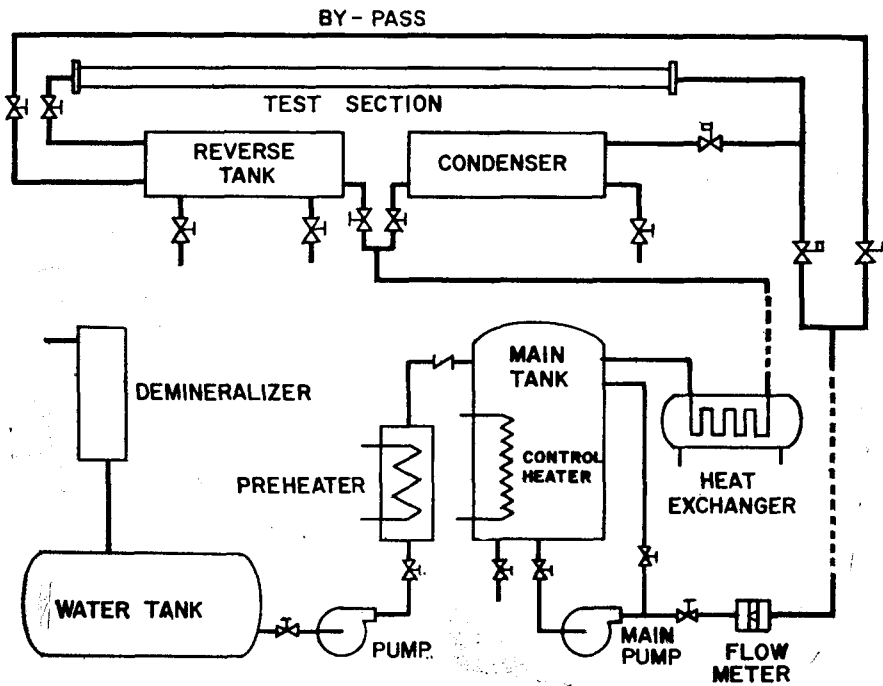 BY-PASS
TEST SECTION
REVERSE
TANK
CONDENSER
MAIN
TANK
DEMINERALIZER
CONTROL
HEATER
PREHEATER
HEAT
EXCHANGER
WATER TANK
PUMP
MAIN
PUMP
FLOW
METER